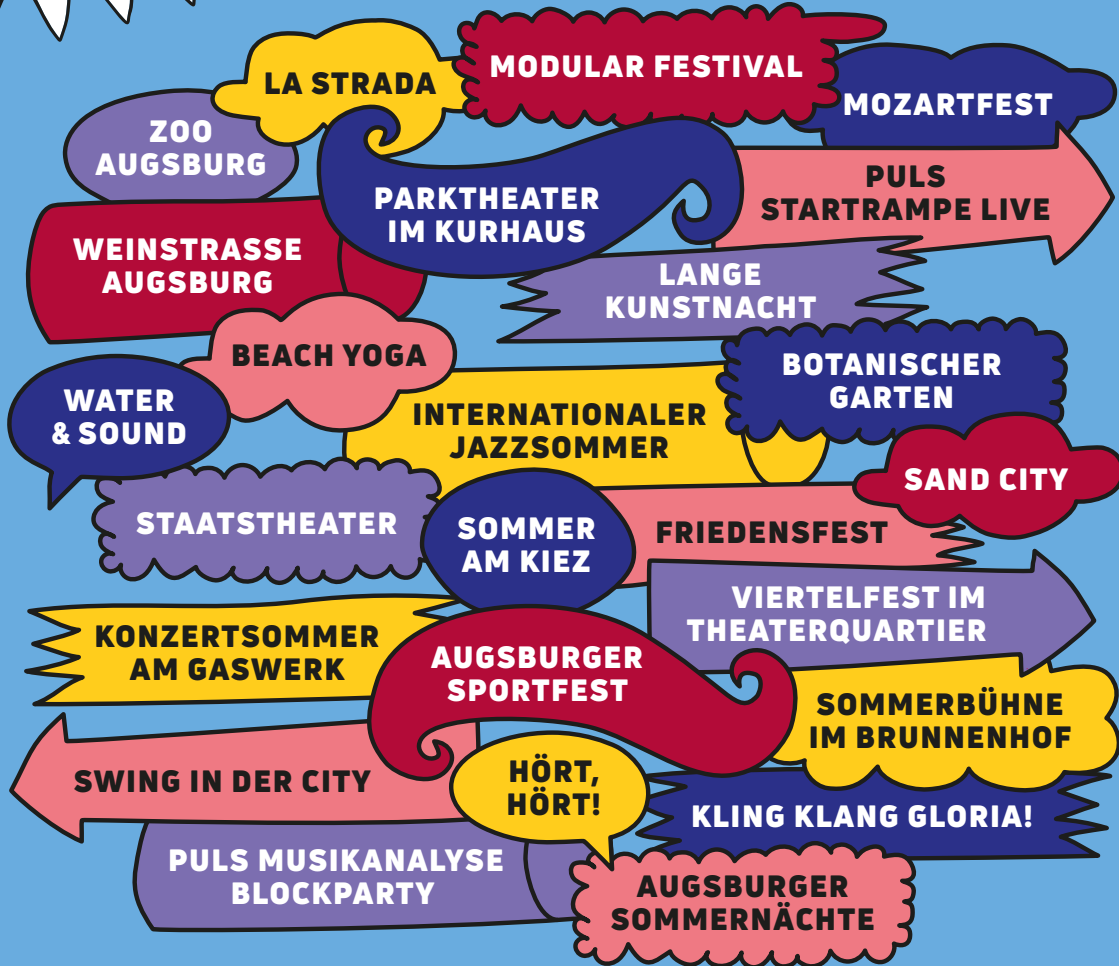 LA STRADA
MODULAR FESTIVAL
MOZARTFEST
ZOO
AUGSBURG
PARKTHEATER
IM KURHAUS
PULS
STARTRAMPE LIVE
WEINSTRASSE
AUGSBURG
LANGE
KUNSTNACHT
BEACH YOGA
BOTANISCHER
GARTEN
WATER
& SOUND
INTERNATIONALER
JAZZSOMMER
SAND CITY
STAATSTHEATER
SOMMER
AM KIEZ
FRIEDENSFEST
VIERTELFEST IM
THEATERQUARTIER
KONZERTSOMMER
AM GASWERK
AUGSBURGER
SPORTFEST
SOMMERBÜHNE
IM BRUNNENHOF
SWING IN DER CITY
HÖRT,
HÖRT!
KLING KLANG GLORIA!
PULS MUSIKANALYSE
BLOCKPARTY
AUGSBURGER
SOMMERNÄCHTE